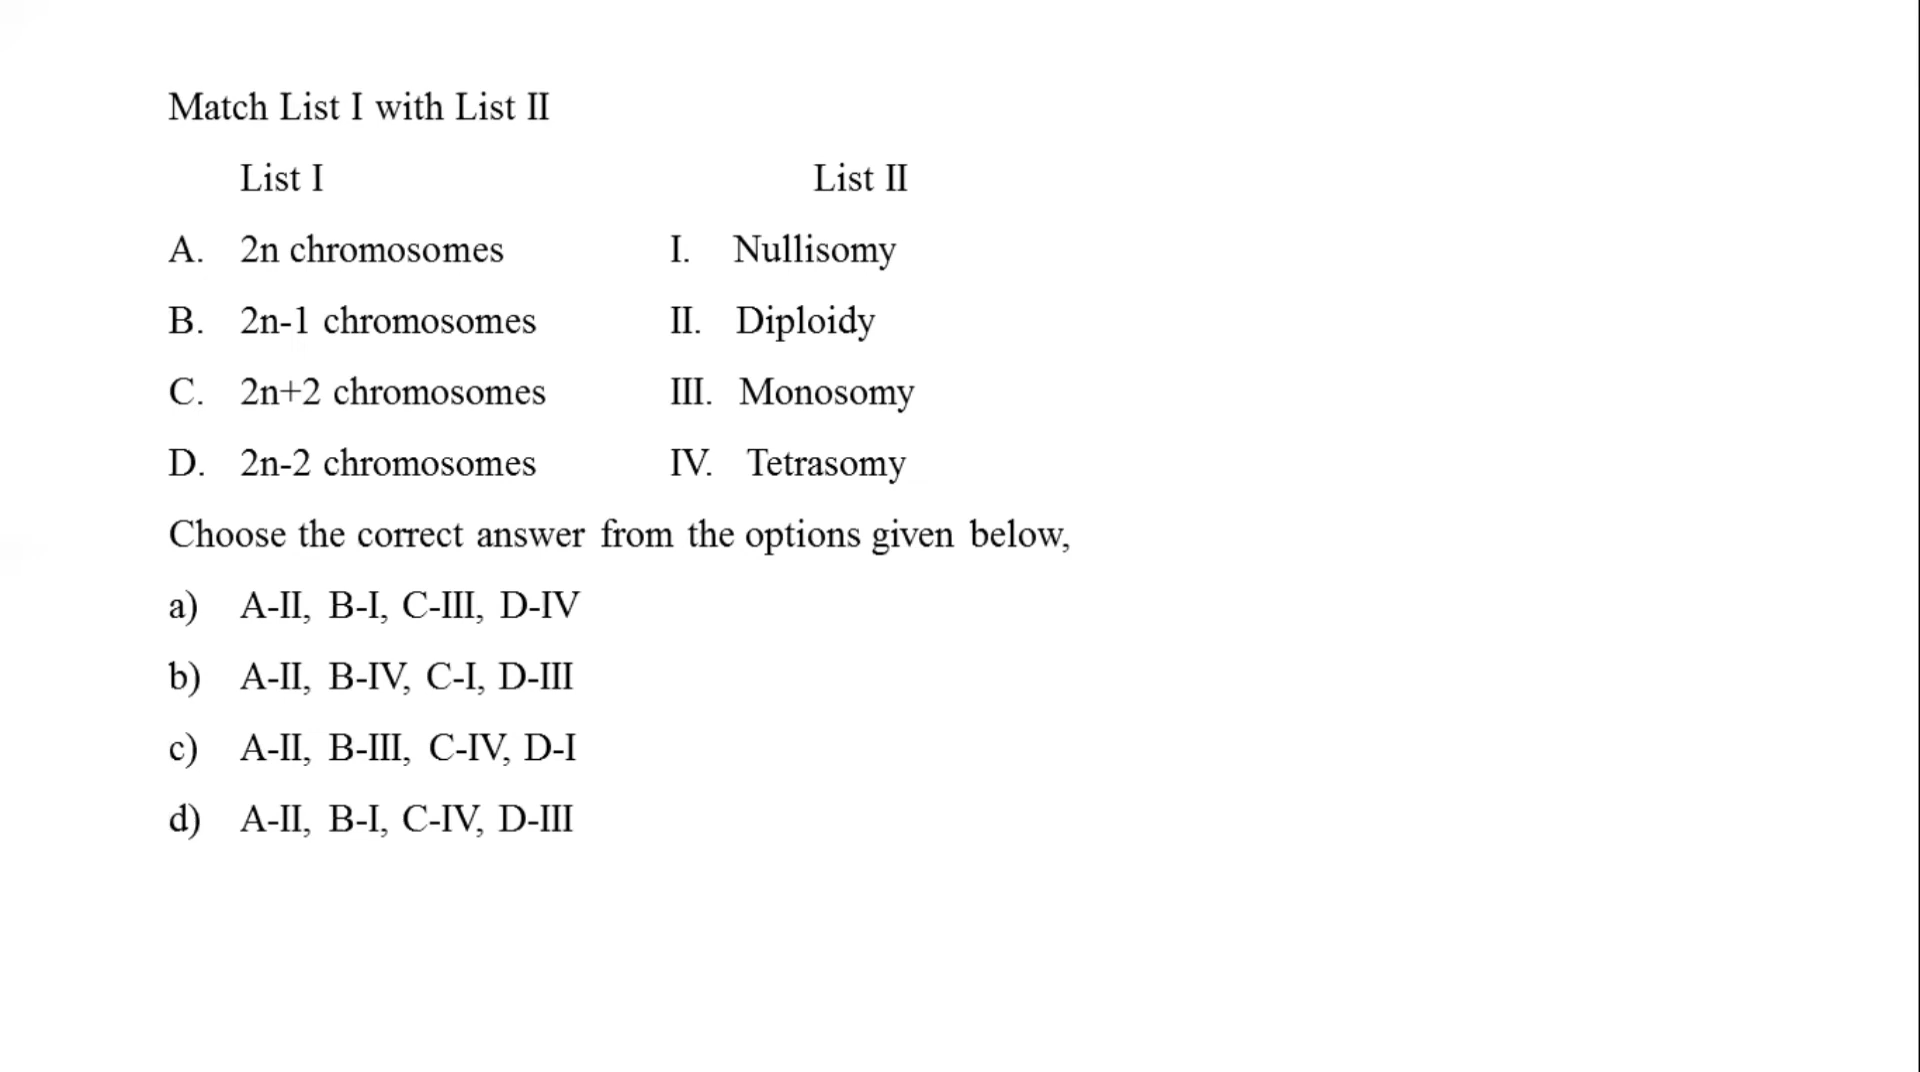 Match List I with List II
List I List II
A. 2n chromosomes I. Nullisomy
B. 2n-1 chromosomes II. Diploidy
C. 2n+2 chromosomes III. Monosomy
D. 2n-2 chromosomes IV. Tetrasomy
Choose the correct answer from the options given below,
a) A-II, B-I, C-III, D-IV
b) A-II, B-IV, C-I, D-III
c) A-II, B-III, C-IV, D-I
d) A-II, B-I, C-IV, D-III